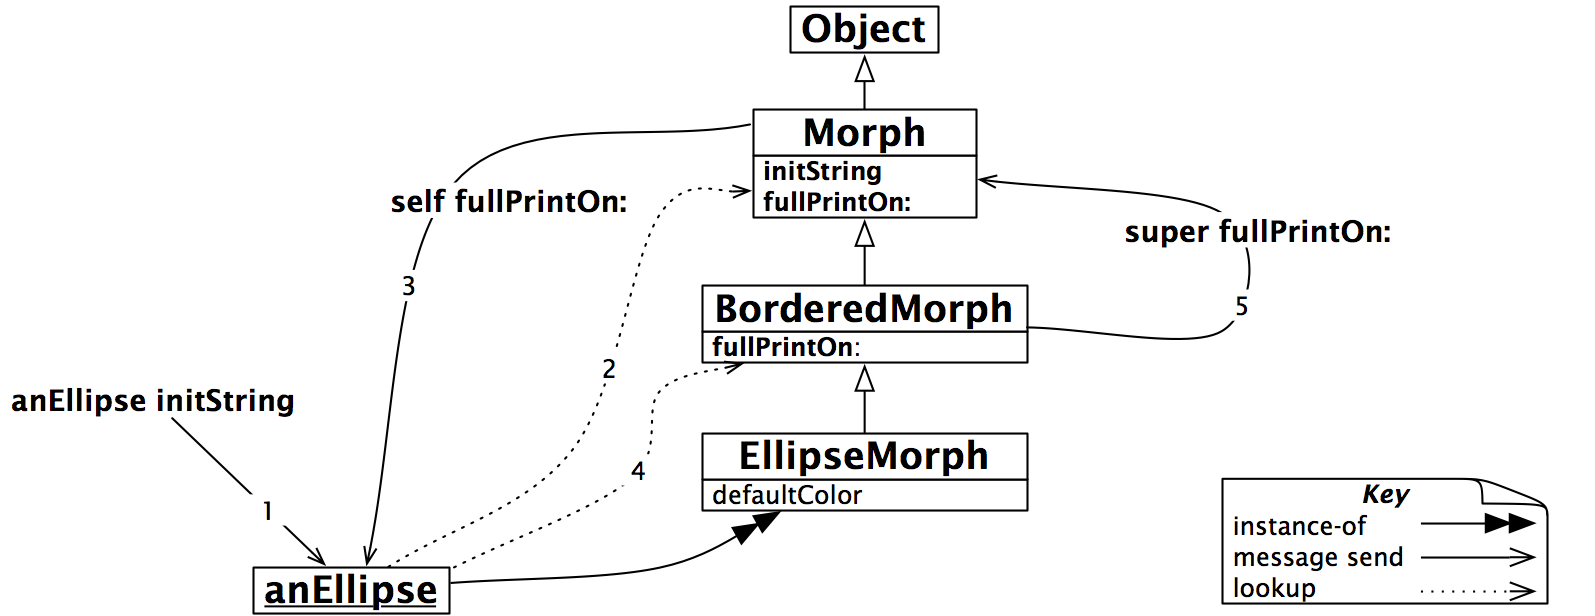 Object
Morph
initString
fullPrintOn:
self fullPrintOn:
super fullPrintOn:
3
BorderedMorph
fullPrintOn:
5
2
anEllipse initString
EllipseMorph
defaultColor
4
1
anEllipse
Key
instance-of
message send
lookup